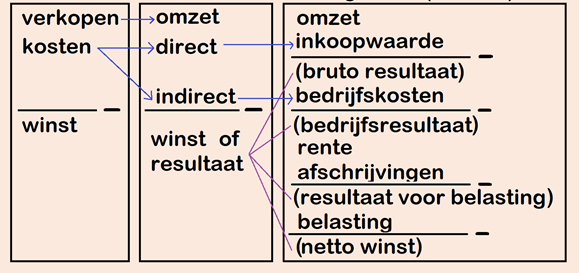 verkopen
kosten
winst
omzet
direct
indirect
winst of
resultaat
omzet
inkoopwaarde
(bruto resultaat)
bedrijfskosten
(bedrijfsresultaat)
rente
afschrijvingen
(resultaat voor belasting)
belasting
(netto winst)